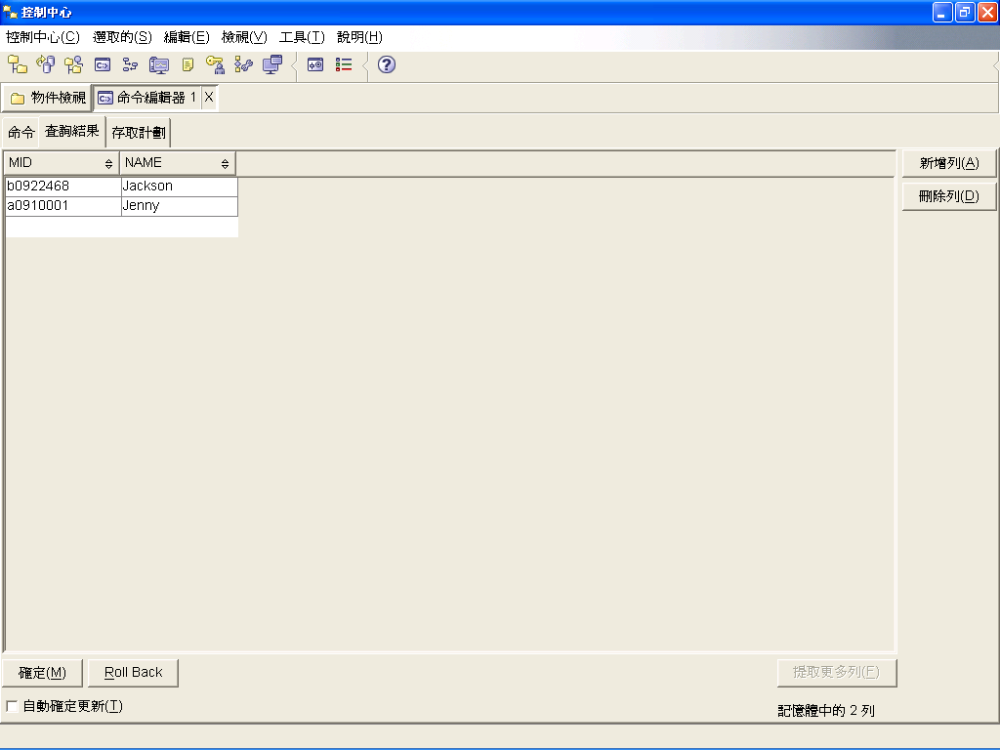 控制中心
控制中心(C) 選取的(S) 編輯(E) 檢視(V) 工具(T) 說明(H)
物件檢視 命令編輯器 1 X
命令 查詢結果 存取計劃
MID NAME
b0922468 Jackson
a0910001 Jenny
新增列(A)
刪除列(D)
確定(M) Roll Back 提取更多列(F)
自動確定更新(T)
記憶體中的 2 列